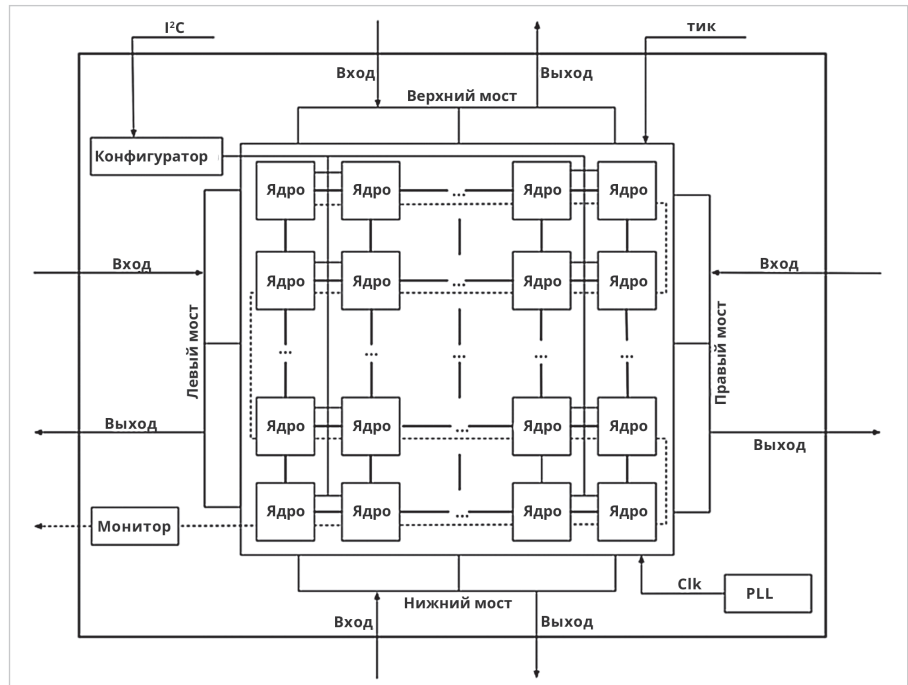 I²C
тик
Вход
Выход
Верхний мост
Конфигуратор
Ядро Ядро ... Ядро Ядро
Вход
Вход
Ядро Ядро ... Ядро Ядро
Левый мост
Правый мост
... ... ... ... ...
Выход
Ядро Ядро ... Ядро Ядро
Выход
Монитор
Ядро Ядро ... Ядро Ядро
Clk
PLL
Нижний мост
Вход
Выход